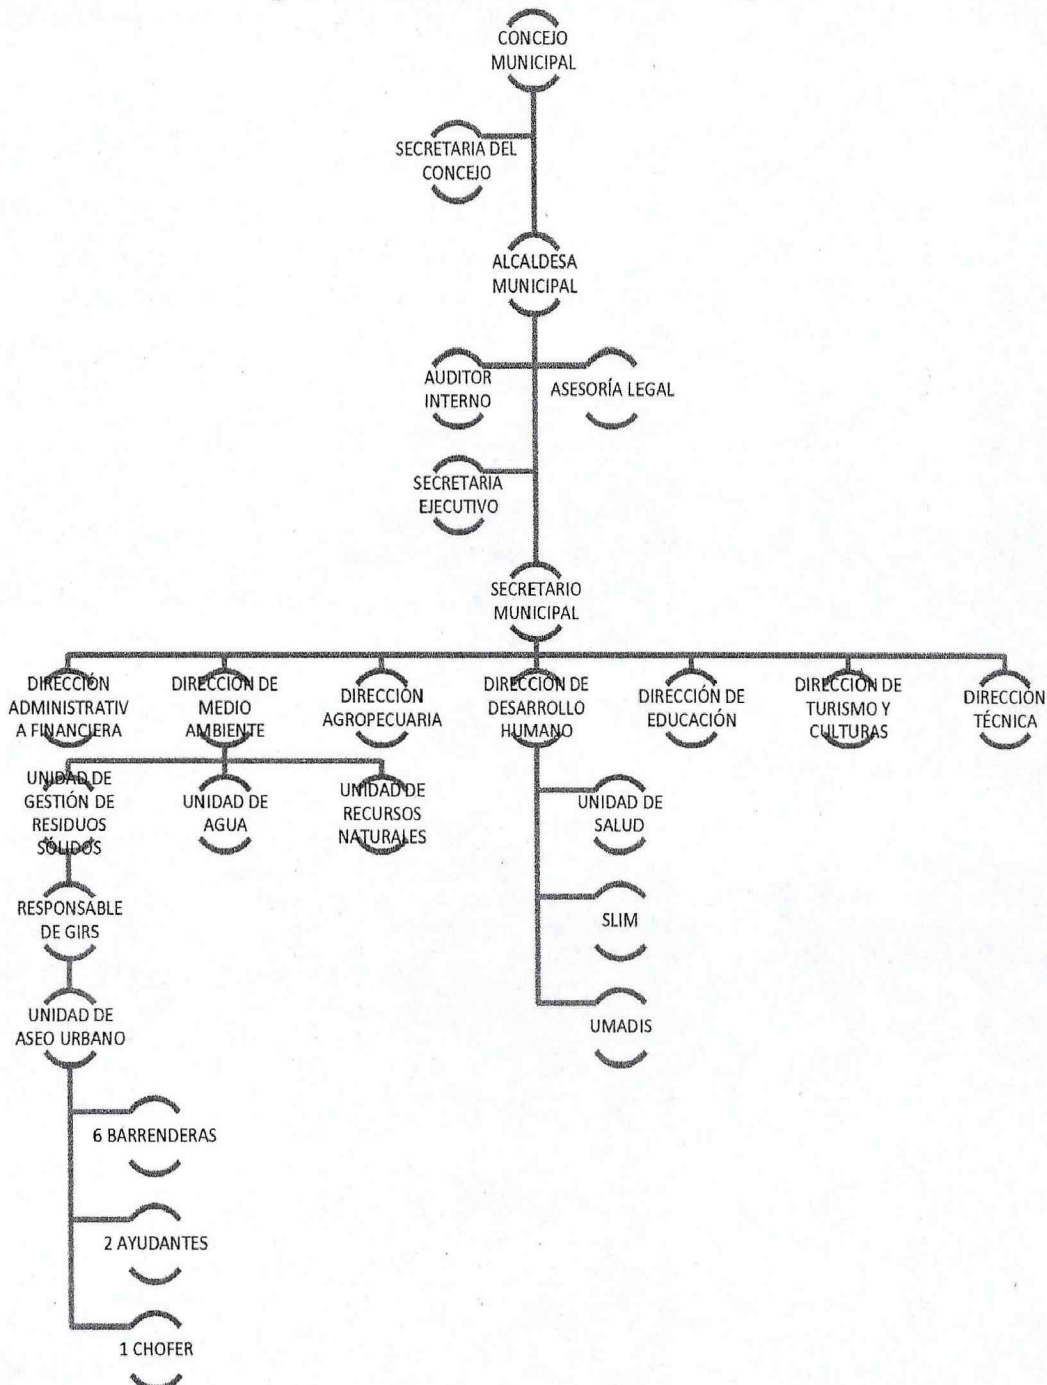 CONCEJO
MUNICIPAL
SECRETARIA DEL
CONCEJO
ALCALDESA
MUNICIPAL
AUDITOR
INTERNO
ASESORÍA LEGAL
SECRETARIA
EJECUTIVO
SECRETARIO
MUNICIPAL
DIRECCIÓN
ADMINISTRATIV
A FINANCIERA
DIRECCIÓN DE
MEDIO
AMBIENTE
DIRECCIÓN
AGROPECUARIA
DIRECCIÓN DE
DESARROLLO
HUMANO
DIRECCIÓN DE
EDUCACIÓN
DIRECCIÓN DE
TURISMO Y
CULTURAS
DIRECCIÓN
TÉCNICA
UNIDAD DE
GESTIÓN DE
RESIDUOS
SÓLIDOS
UNIDAD DE
AGUA
UNIDAD DE
RECURSOS
NATURALES
UNIDAD DE
SALUD
RESPONSABLE
DE GIRS
SLIM
UNIDAD DE
ASEO URBANO
UMADIS
6 BARRENDERAS
2 AYUDANTES
1 CHOFER